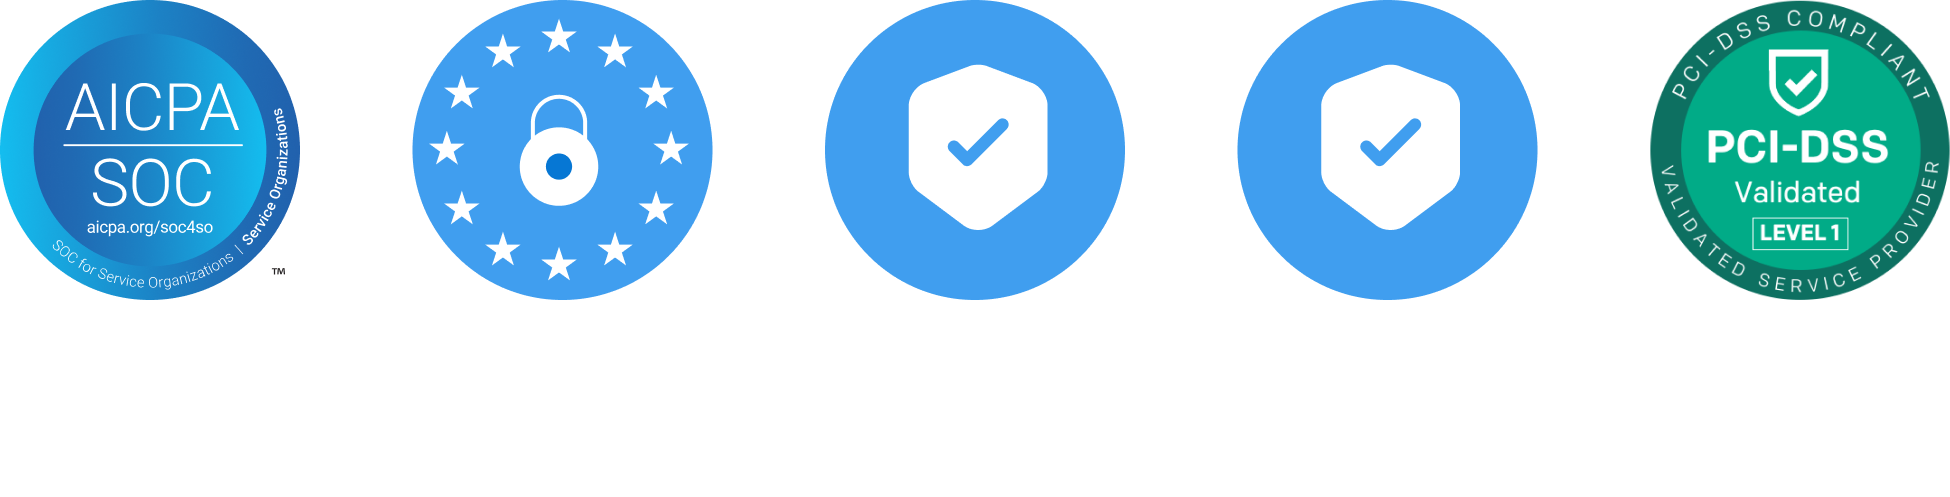 AICPA
SOC
aicpa.org/soc4so
SOC for Service Organizations | Service Organizations
TM
PCI-DSS COMPLIANT
PCI-DSS
Validated
LEVEL 1
VALIDATED SERVICE PROVIDER